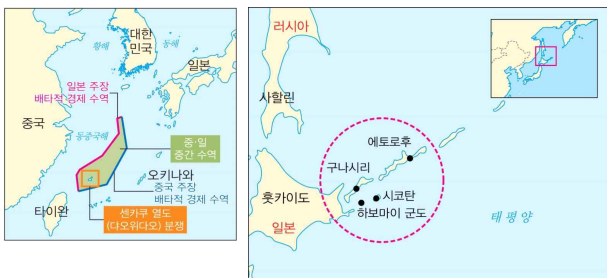 대한
민국
황해
동해
일본
일본 주장
배타적 경제 수역
중국
동중국해
중·일
중간 수역
오키나와
중국 주장
배타적 경제 수역
타이완
센카쿠 열도
(댜오위다오) 분쟁
러시아
사할린
에토로후
구나시리
시코탄
홋카이도
하보마이 군도
일본
태평양